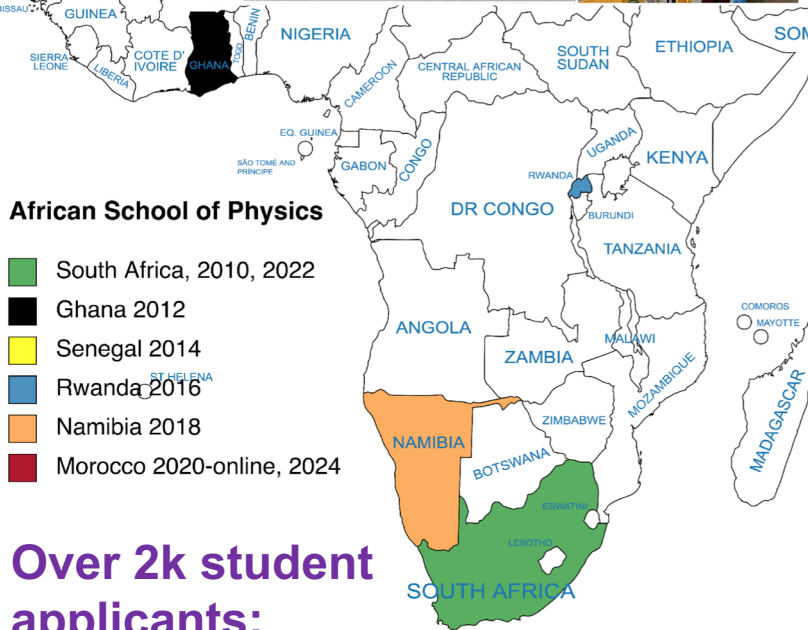 BISSAU
GUINEA
SIERRA
LEONE
LIBERIA
COTE D'
IVOIRE
GHANA
TOGO
BENIN
NIGERIA
CAMEROON
CENTRAL AFRICAN
REPUBLIC
SOUTH
SUDAN
ETHIOPIA
SOM
EQ. GUINEA
SÃO TOMÉ AND
PRÍNCIPE
GABON
CONGO
UGANDA
KENYA
RWANDA
DR CONGO
BURUNDI
TANZANIA
African School of Physics
South Africa, 2010, 2022
Ghana 2012
Senegal 2014
Rwanda 2016
Namibia 2018
Morocco 2020-online, 2024
ST HELENA
ANGOLA
ZAMBIA
MALAWI
MOZAMBIQUE
COMOROS
MAYOTTE
MADAGASCAR
NAMIBIA
ZIMBABWE
BOTSWANA
ESWATINI
LESOTHO
SOUTH AFRICA
Over 2k student
applicants: